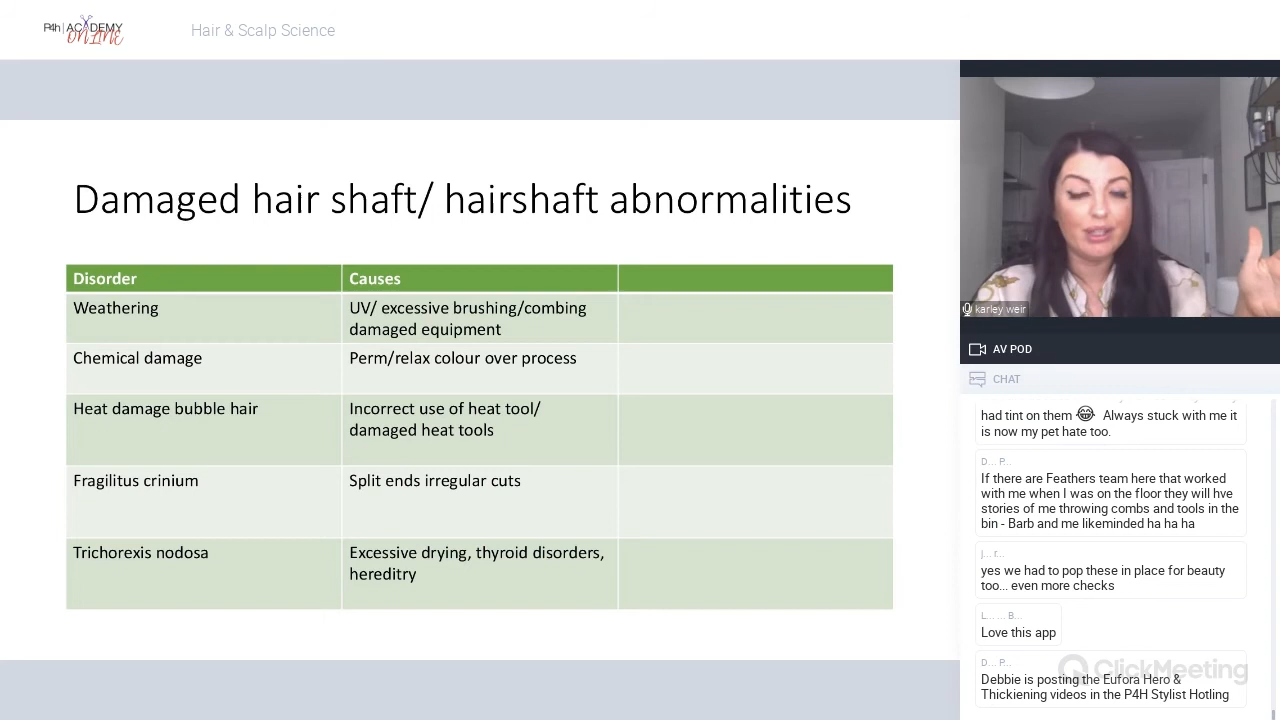 P4h | ACADEMY
ONLINE
Hair & Scalp Science
Damaged hair shaft/ hairshaft abnormalities
Disorder
Causes
Weathering
UV/ excessive brushing/combing
damaged equipment
Chemical damage
Perm/relax colour over process
Heat damage bubble hair
Incorrect use of heat tool/
damaged heat tools
Fragilitus crinium
Split ends irregular cuts
Trichorexis nodosa
Excessive drying, thyroid disorders,
hereditry
karley weir
AV POD
CHAT
had tint on them 😂 Always stuck with me it
is now my pet hate too.
D... P...
If there are Feathers team here that worked
with me when I was on the floor they will hve
stories of me throwing combs and tools in the
bin - Barb and me likeminded ha ha ha
J... r...
yes we had to pop these in place for beauty
too... even more checks
L... ... B...
Love this app
D... P...
Debbie is posting the Eufora Hero &
Thickiening videos in the P4H Stylist Hotling
ClickMeeting